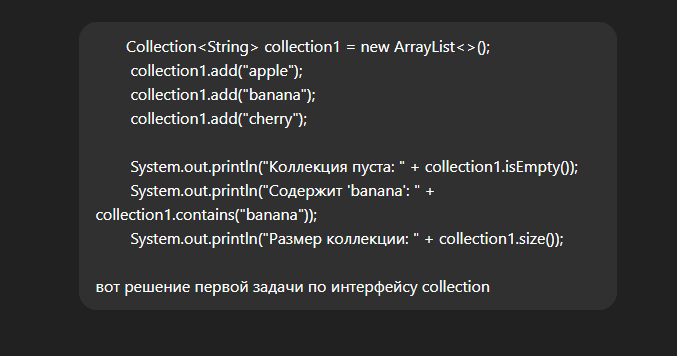 Collection<String> collection1 = new ArrayList<>();
collection1.add("apple");
collection1.add("banana");
collection1.add("cherry");
System.out.println("Коллекция пуста: " + collection1.isEmpty());
System.out.println("Содержит 'banana': " +
collection1.contains("banana"));
System.out.println("Размер коллекции: " + collection1.size());
вот решение первой задачи по интерфейсу collection